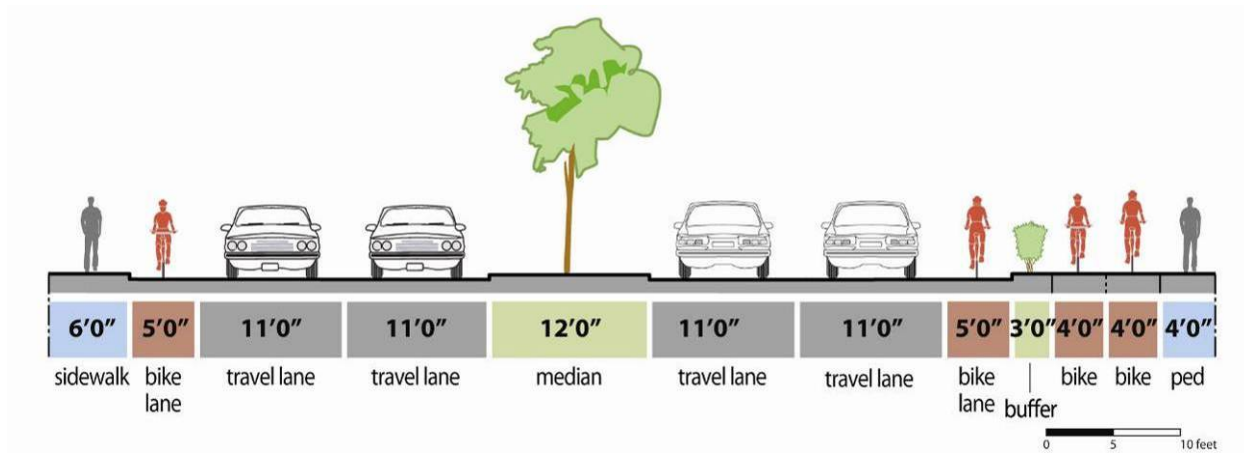 6’0” 5’0” 11’0” 11’0” 12’0” 11’0” 11’0” 5’0” 3’0” 4’0” 4’0” 4’0”
sidewalk bike travel lane travel lane median travel lane travel lane bike bike bike ped
lane lane buffer
0 5 10 feet